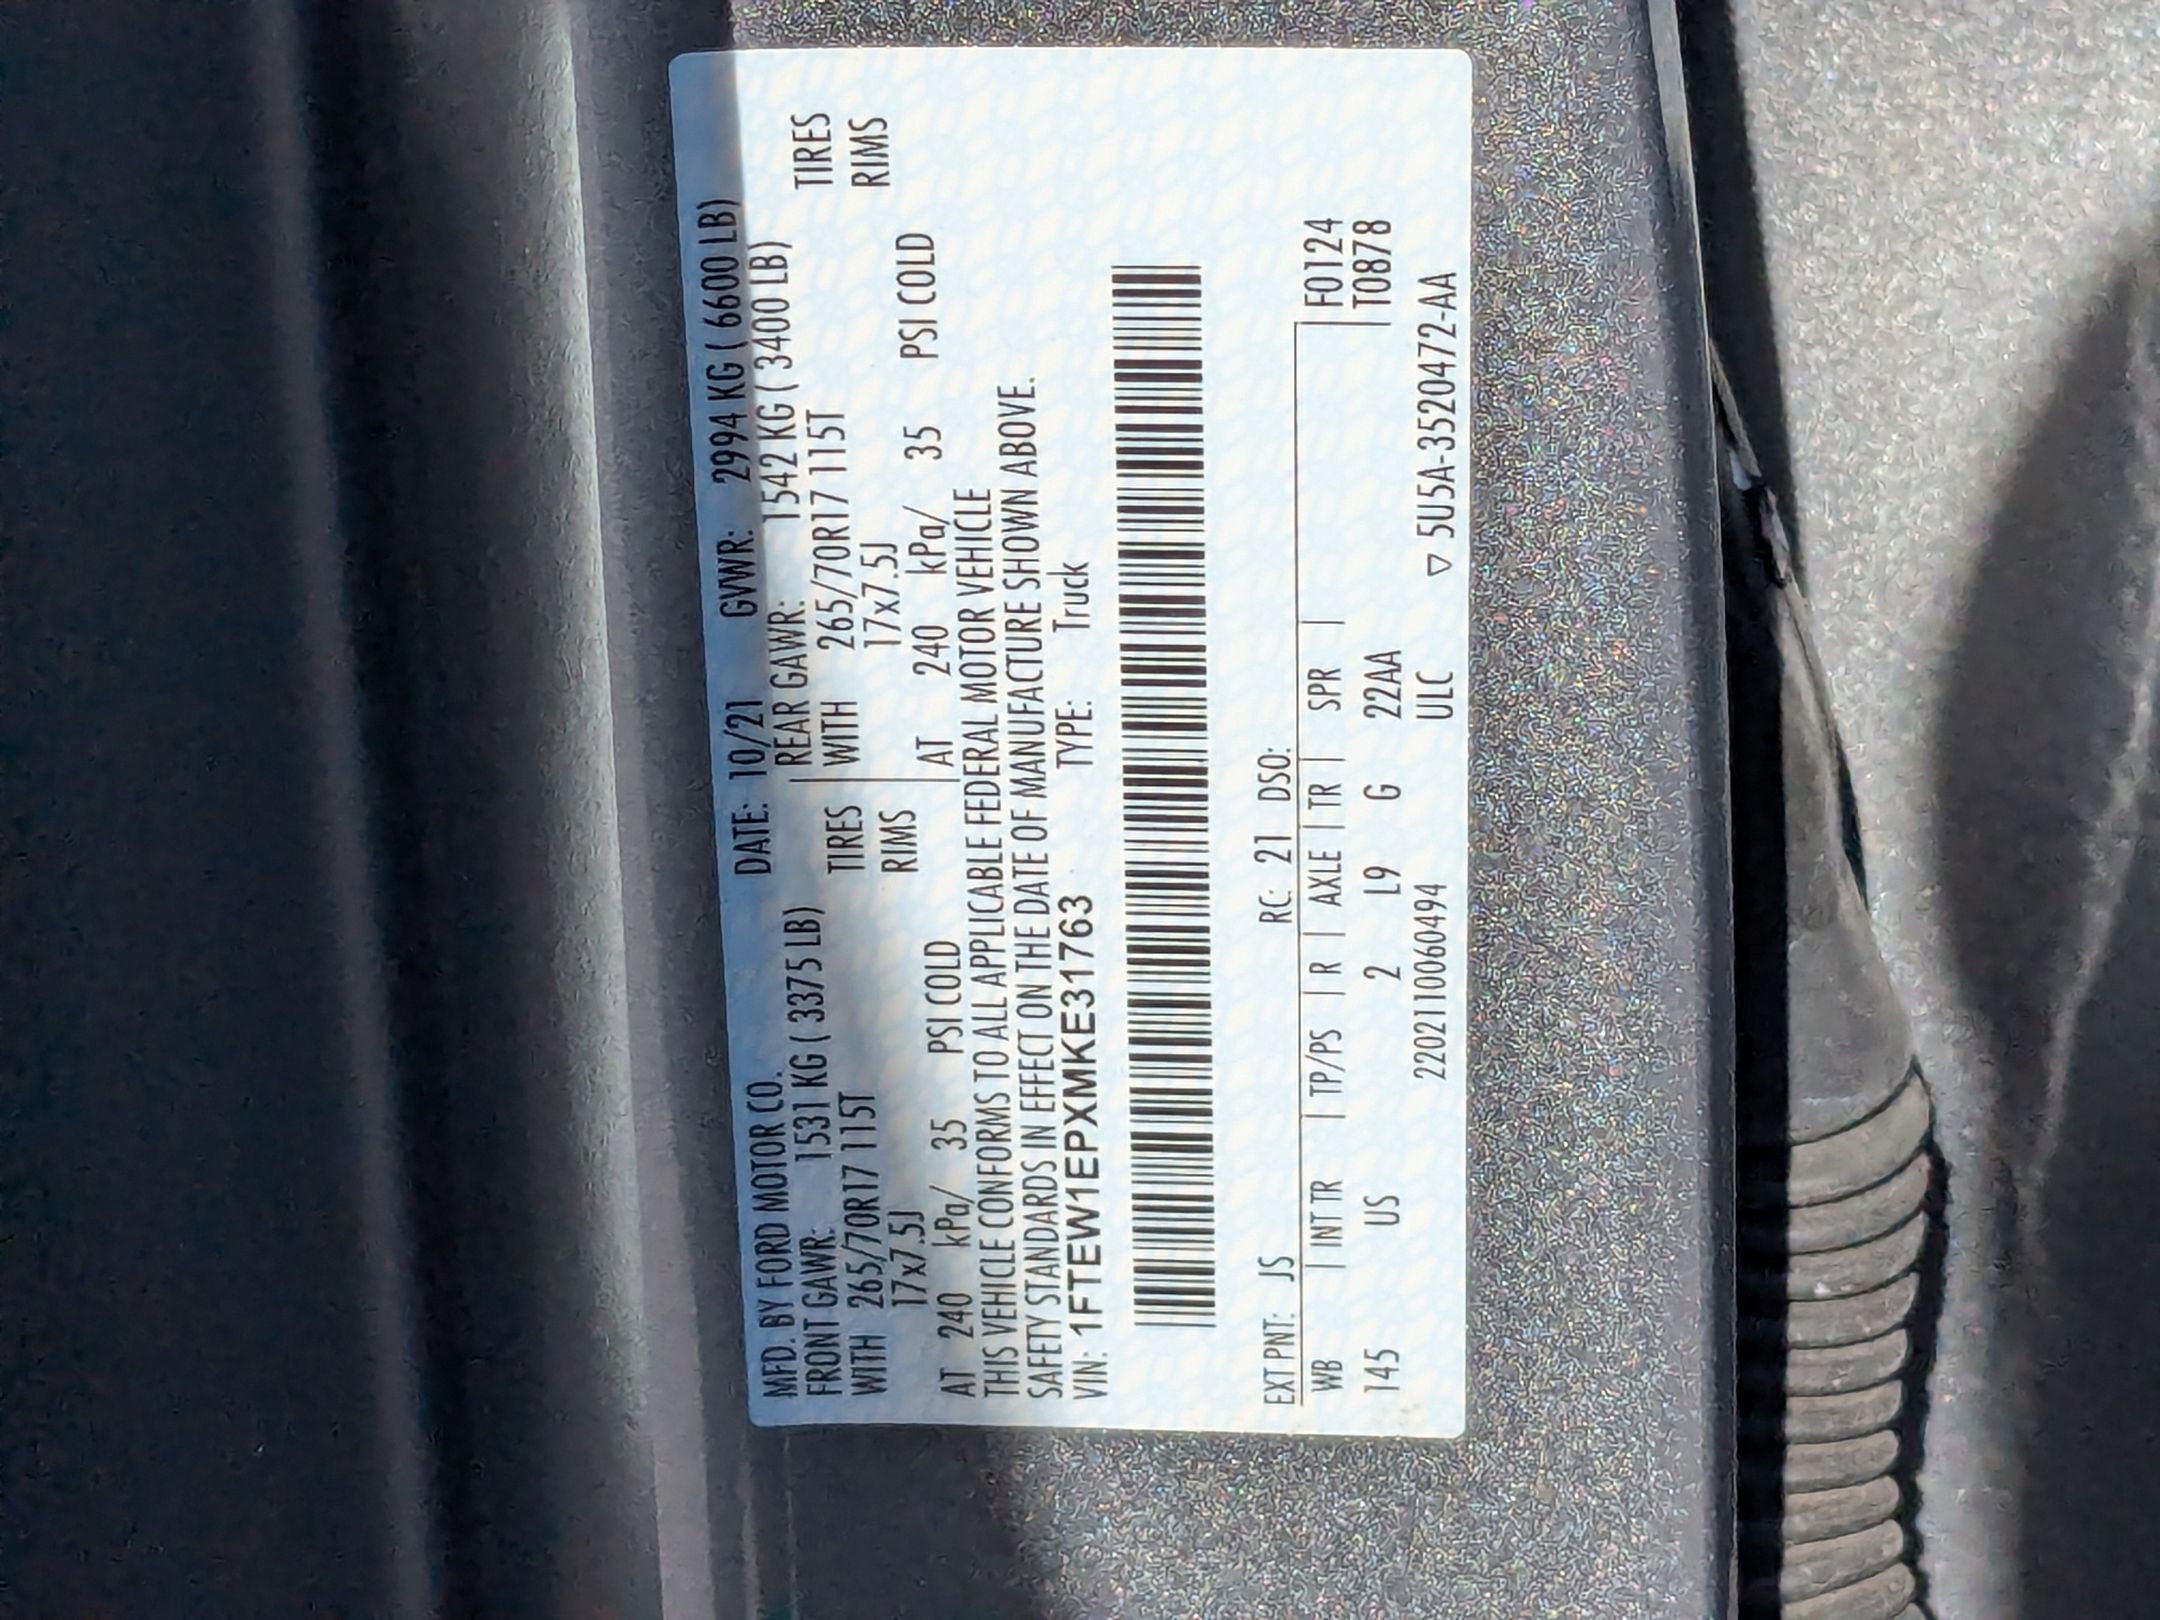 MFD. BY FORD MOTOR CO. DATE: 10/21 GVWR: 2994 KG ( 6600 LB)
FRONT GAWR: 1531 KG ( 3375 LB) REAR GAWR: 1542 KG ( 3400 LB)
WITH 265/70R17 115T TIRES WITH 265/70R17 115T TIRES
17x7.5J RIMS 17x7.5J RIMS
AT 240 kPa/ 35 PSI COLD AT 240 kPa/ 35 PSI COLD
THIS VEHICLE CONFORMS TO ALL APPLICABLE FEDERAL MOTOR VEHICLE
SAFETY STANDARDS IN EFFECT ON THE DATE OF MANUFACTURE SHOWN ABOVE.
VIN: 1FTEW1EPXMKE31763 TYPE: Truck
EXT PNT: JS RC: 21 DSO:
WB | INT TR | TP/PS | R | AXLE | TR | SPR | F0124
145 US 2 L9 G 22AA T0878
2202110060494 ULC ▽ 5U5A-3520472-AA